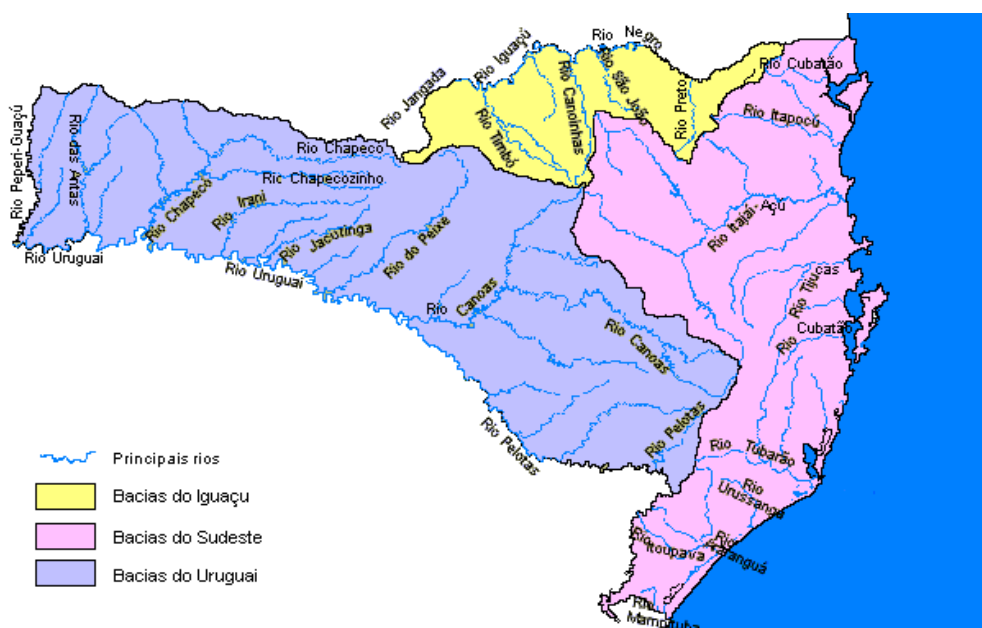 Rio Negro
Rio Iguaçú
Rio Jangada
Rio Cubatão
Rio São João
Rio Canoinhas
Rio Preto
Rio Timbó
Rio Itapocú
Rio Peperi-Guaçú
Rio das Antas
Rio Chapecó
Ric Chapecozinho
Rio Chapecó
Rio Irani
Rio Jacutinga
Rio do Peixe
Rio Uruguai
Rio Uruguai
Rio Canoas
Rio Canoas
Rio Itajaí-Açú
Rio Tijucas
Rio Cubatão
Rio Pelotas
Rio Pelotas
Rio Tubarão
Rio Urussanga
Rio Itoupava
Rio Araranguá
Rio Mampituba
Principais rios
Bacias do Iguaçu
Bacias do Sudeste
Bacias do Uruguai